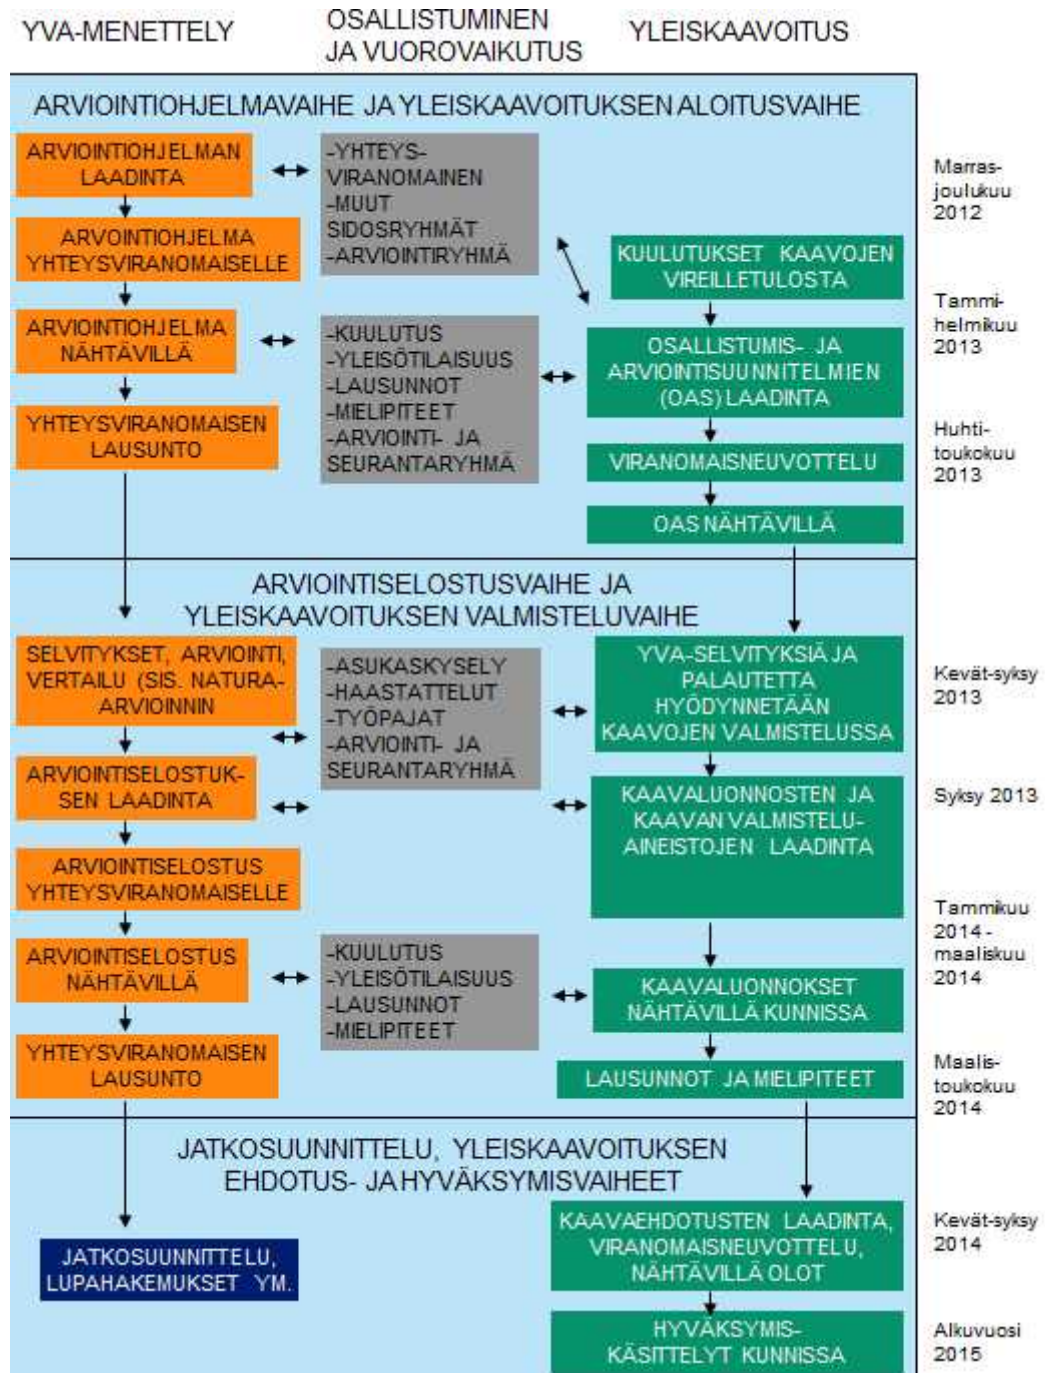 YVA-MENETTELY
OSALLISTUMINEN
JA VUOROVAIKUTUS
YLEISKAAVOITUS
ARVIOINTIOHJELMAVAIHE JA YLEISKAAVOITUKSEN ALOITUSVAIHE
ARVIOINTIOHJELMAN
LAADINTA
ARVOINTIOHJELMA
YHTEYSVIRANOMAISELLE
ARVIOINTIOHJELMA
NÄHTÄVILLÄ
YHTEYSVIRANOMAISEN
LAUSUNTO
-YHTEYS-
VIRANOMAINEN
-MUUT
SIDOSRYHMÄT
-ARVIOINTIRYHMÄ
-KUULUTUS
-YLEISÖTILAISUUS
-LAUSUNNOT
-MIELIPITEET
-ARVIOINTI- JA
SEURANTARYHMÄ
KUULUTUKSET KAAVOJEN
VIREILLETULOSTA
OSALLISTUMIS- JA
ARVIOINTISUUNNITELMIEN
(OAS) LAADINTA
VIRANOMAISNEUVOTTELU
OAS NÄHTÄVILLÄ
Marras-
joulukuu
2012
Tammi-
helmikuu
2013
Huhti-
toukokuu
2013
ARVIOINTISELOSTUSVAIHE JA
YLEISKAAVOITUKSEN VALMISTELUVAIHE
SELVITYKSET, ARVIOINTI,
VERTAILU (SIS. NATURA-
ARVIOINNIN
ARVIOINTISELOSTUK-
SEN LAADINTA
ARVIOINTISELOSTUS
YHTEYSVIRANOMAISELLE
ARVIOINTISELOSTUS
NÄHTÄVILLÄ
YHTEYSVIRANOMAISEN
LAUSUNTO
-ASUKASKYSELY
-HAASTATTELUT
-TYÖPAJAT
-ARVIOINTI- JA
SEURANTARYHMÄ
-KUULUTUS
-YLEISÖTILAISUUS
-LAUSUNNOT
-MIELIPITEET
YVA-SELVITYKSIÄ JA
PALAUTETTA
HYÖDYNNETÄÄN
KAAVOJEN VALMISTELUSSA
KAAVALUONNOSTEN JA
KAAVAN VALMISTELU-
AINEISTOJEN LAADINTA
KAAVALUONNOKSET
NÄHTÄVILLÄ KUNNISSA
LAUSUNNOT JA MIELIPITEET
Kevät-syksy
2013
Syksy 2013
Tammikuu
2014 -
maaliskuu
2014
Maalis-
toukokuu
2014
JATKOSUUNNITTELU, YLEISKAAVOITUKSEN
EHDOTUS- JA HYVÄKSYMISVAIHEET
JATKOSUUNNITTELU,
LUPAHAKEMUKSET YM.
KAAVAEHDOTUSTEN LAADINTA,
VIRANOMAISNEUVOTTELU,
NÄHTÄVILLÄ OLOT
HYVÄKSYMIS-
KÄSITTELYT KUNNISSA
Kevät-syksy
2014
Alkuvuosi
2015